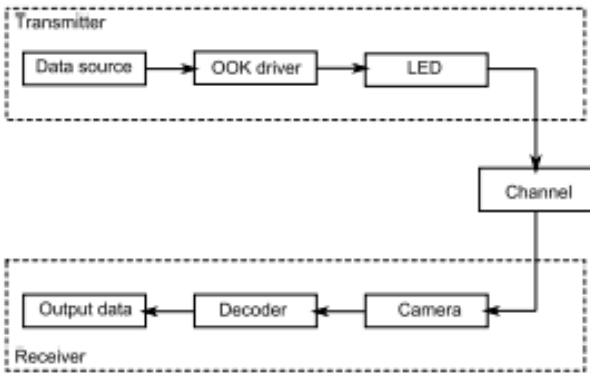 Transmitter
Data source
OOK driver
LED
Channel
Output data
Decoder
Camera
Receiver